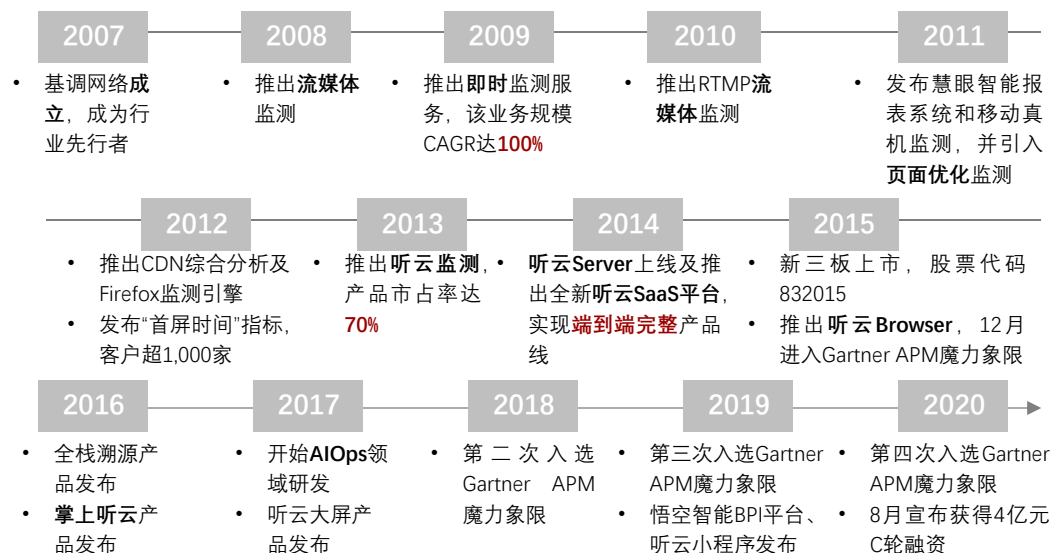 2007
2008
2009
2010
2011
• 基调网络成
立，成为行
业先行者
• 推出流媒体
监测
• 推出即时监测服
务，该业务规模
CAGR达100%
• 推出RTMP流
媒体监测
• 发布慧眼智能报
表系统和移动真
机监测，并引入
页面优化监测
2012
2013
2014
2015
• 推出CDN综合分析及
Firefox监测引擎
• 发布“首屏时间”指标，
客户超1,000家
• 推出听云监测，
产品市占率达
70%
• 听云Server上线及推
出全新听云SaaS平台，
实现端到端完整产品
线
• 新三板上市，股票代码
832015
• 推出听云Browser，12月
进入Gartner APM魔力象限
2016
2017
2018
2019
2020
• 全栈溯源产
品发布
• 掌上听云产
品发布
• 开始AIOps领
域研发
• 听云大屏产
品发布
• 第二次入选
Gartner APM
魔力象限
• 第三次入选Gartner
APM魔力象限
• 悟空智能BPI平台、
听云小程序发布
• 第四次入选Gartner
APM魔力象限
• 8月宣布获得4亿元
C轮融资